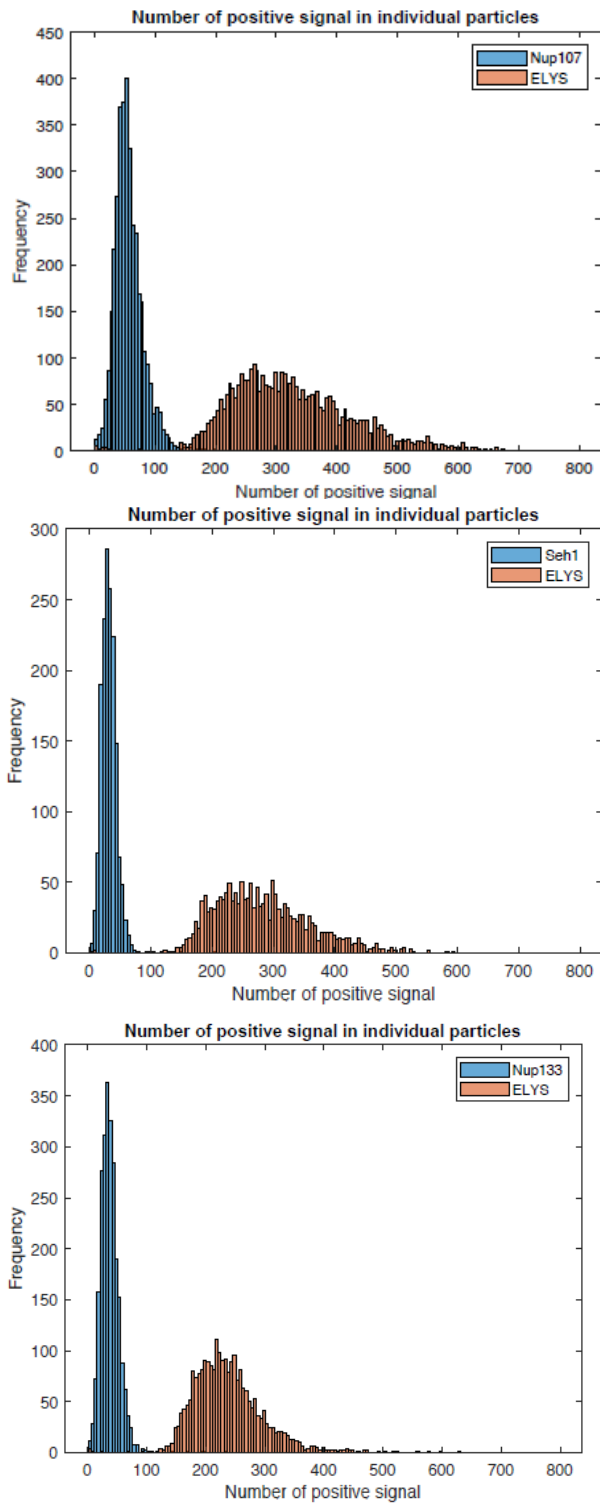 Number of positive signal in individual particles
450
400
350
300
250
200
150
100
50
0
Frequency
Nup107
ELYS
0 100 200 300 400 500 600 700 800
Number of positive signal
Number of positive signal in individual particles
300
250
200
150
100
50
0
Frequency
Seh1
ELYS
0 100 200 300 400 500 600 700 800
Number of positive signal
Number of positive signal in individual particles
400
350
300
250
200
150
100
50
0
Frequency
Nup133
ELYS
0 100 200 300 400 500 600 700 800
Number of positive signal